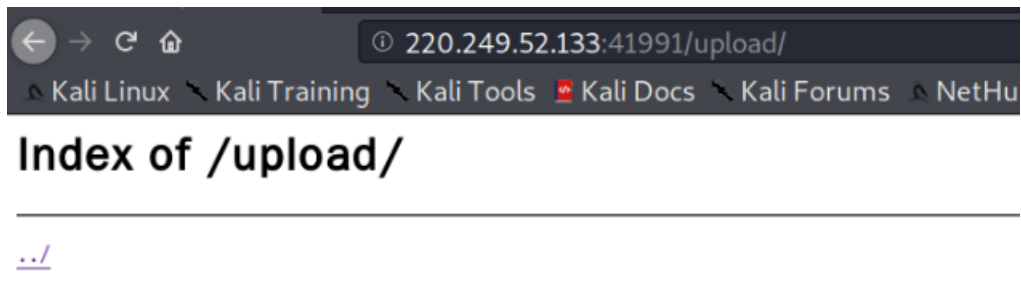 220.249.52.133:41991/upload/
Kali Linux Kali Training Kali Tools Kali Docs Kali Forums NetHu
Index of /upload/
../